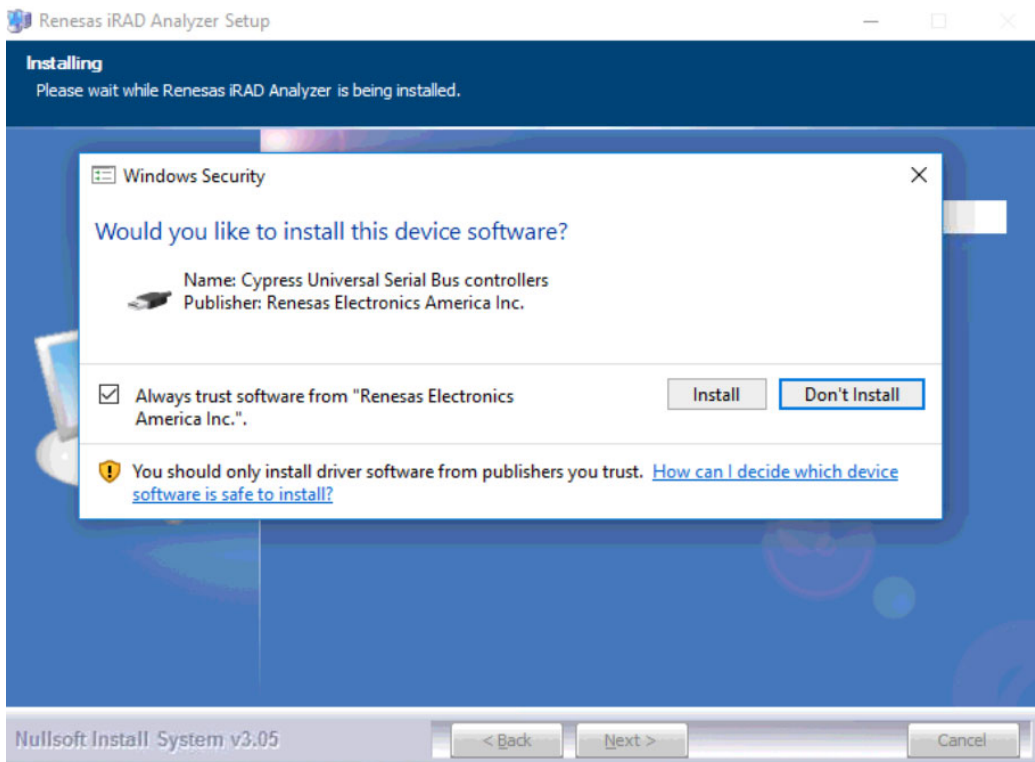 Renesas iRAD Analyzer Setup
Installing
Please wait while Renesas iRAD Analyzer is being installed.
Windows Security
Would you like to install this device software?
Name: Cypress Universal Serial Bus controllers
Publisher: Renesas Electronics America Inc.
Always trust software from "Renesas Electronics
America Inc.".
Install
Don't Install
You should only install driver software from publishers you trust. How can I decide which device
software is safe to install?
Nullsoft Install System v3.05
< Back
Next >
Cancel